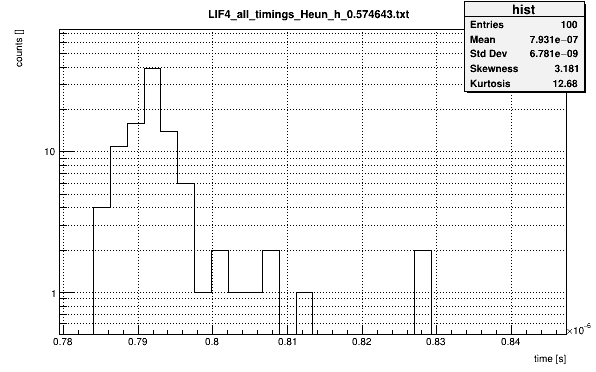 LIF4_all_timings_Heun_h_0.574643.txt
hist
Entries 100
Mean 7.931e−07
Std Dev 6.781e−09
Skewness 3.181
Kurtosis 12.68
counts []
10
1
0.78 0.79 0.8 0.81 0.82 0.83 0.84
×10⁻⁶
time [s]